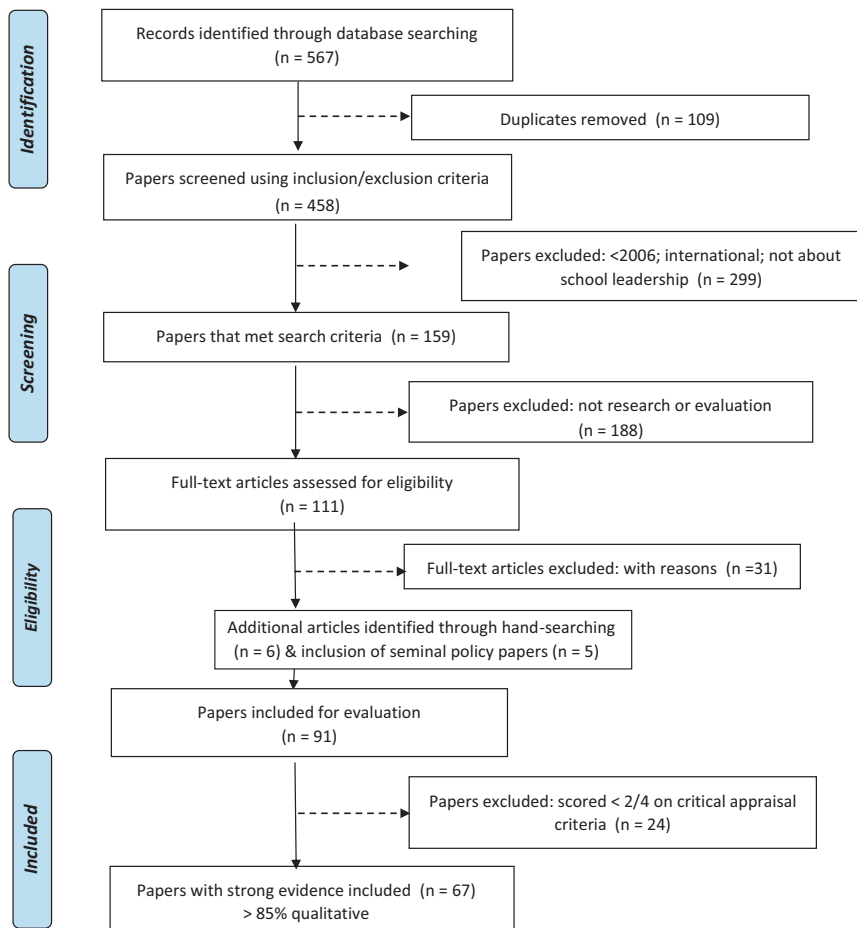 Identification
Records identified through database searching
(n = 567)
Duplicates removed (n = 109)
Papers screened using inclusion/exclusion criteria
(n = 458)
Papers excluded: <2006; international; not about
school leadership (n = 299)
Screening
Papers that met search criteria (n = 159)
Papers excluded: not research or evaluation
(n = 188)
Full-text articles assessed for eligibility
(n = 111)
Eligibility
Full-text articles excluded: with reasons (n =31)
Additional articles identified through hand-searching
(n = 6) & inclusion of seminal policy papers (n = 5)
Papers included for evaluation
(n = 91)
Included
Papers excluded: scored < 2/4 on critical appraisal
criteria (n = 24)
Papers with strong evidence included (n = 67)
> 85% qualitative